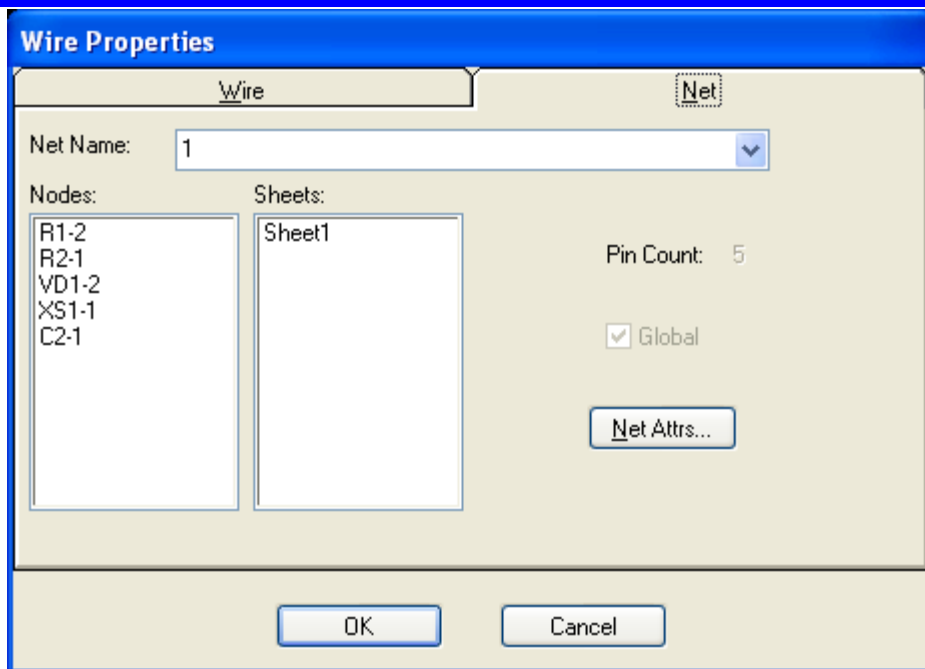 Wire Properties
Wire Net
Net Name: 1
Nodes: Sheets:
R1-2 Sheet1
R2-1 Pin Count: 5
VD1-2
XS1-1
C2-1 Global
Net Attrs...
OK Cancel